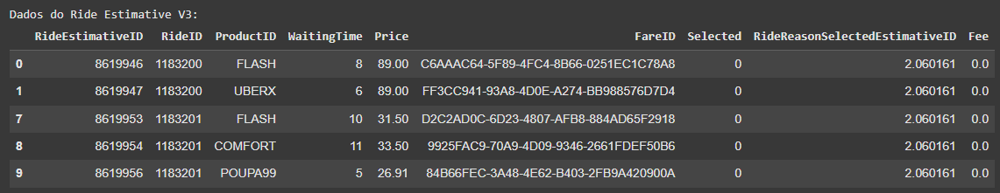 Dados do Ride Estimative V3:
RideEstimativeID RideID ProductID WaitingTime Price FareID Selected RideReasonSelectedEstimativeID Fee
0 8619946 1183200 FLASH 8 89.00 C6AAAC64-5F89-4FC4-8B66-0251EC1C78A8 0 2.060161 0.0
1 8619947 1183200 UBERX 6 89.00 FF3CC941-93A8-4D0E-A274-BB988576D7D4 0 2.060161 0.0
7 8619953 1183201 FLASH 10 31.50 D2C2AD0C-6D23-4807-AFB8-884AD65F2918 0 2.060161 0.0
8 8619954 1183201 COMFORT 11 33.50 9925FAC9-70A9-4D09-9346-2661FDEF50B6 0 2.060161 0.0
9 8619956 1183201 POUPA99 5 26.91 84B66FEC-3A48-4E62-B403-2FB9A420900A 0 2.060161 0.0